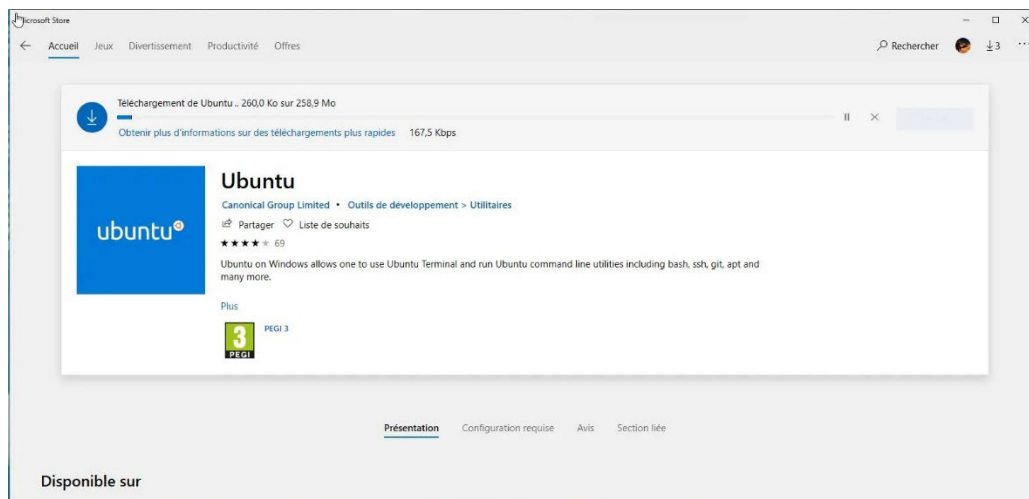 Microsoft Store
Accueil Jeux Divertissement Productivité Offres Rechercher 3
Téléchargement de Ubuntu .. 260,0 Ko sur 258,9 Mo
Obtenir plus d'informations sur des téléchargements plus rapides 167,5 Kbps
ubuntu
Ubuntu
Canonical Group Limited • Outils de développement > Utilitaires
Partager Liste de souhaits
69
Ubuntu on Windows allows one to use Ubuntu Terminal and run Ubuntu command line utilities including bash, ssh, git, apt and
many more.
Plus
3
PEGI
PEGI 3
Présentation Configuration requise Avis Section liée
Disponible sur